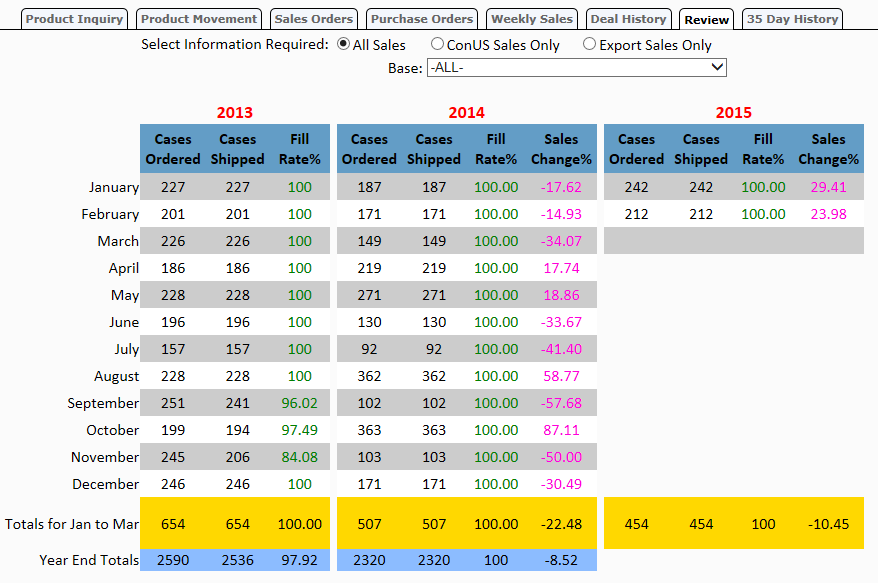 Product Inquiry Product Movement Sales Orders Purchase Orders Weekly Sales Deal History Review 35 Day History
Select Information Required: All Sales ConUS Sales Only Export Sales Only
Base: -ALL-
2013 2014 2015
Cases Cases Fill Cases Cases Fill Sales Cases Cases Fill Sales
Ordered Shipped Rate% Ordered Shipped Rate% Change% Ordered Shipped Rate% Change%
January 227 227 100 187 187 100.00 -17.62 242 242 100.00 29.41
February 201 201 100 171 171 100.00 -14.93 212 212 100.00 23.98
March 226 226 100 149 149 100.00 -34.07
April 186 186 100 219 219 100.00 17.74
May 228 228 100 271 271 100.00 18.86
June 196 196 100 130 130 100.00 -33.67
July 157 157 100 92 92 100.00 -41.40
August 228 228 100 362 362 100.00 58.77
September 251 241 96.02 102 102 100.00 -57.68
October 199 194 97.49 363 363 100.00 87.11
November 245 206 84.08 103 103 100.00 -50.00
December 246 246 100 171 171 100.00 -30.49
Totals for Jan to Mar 654 654 100.00 507 507 100.00 -22.48 454 454 100 -10.45
Year End Totals 2590 2536 97.92 2320 2320 100 -8.52